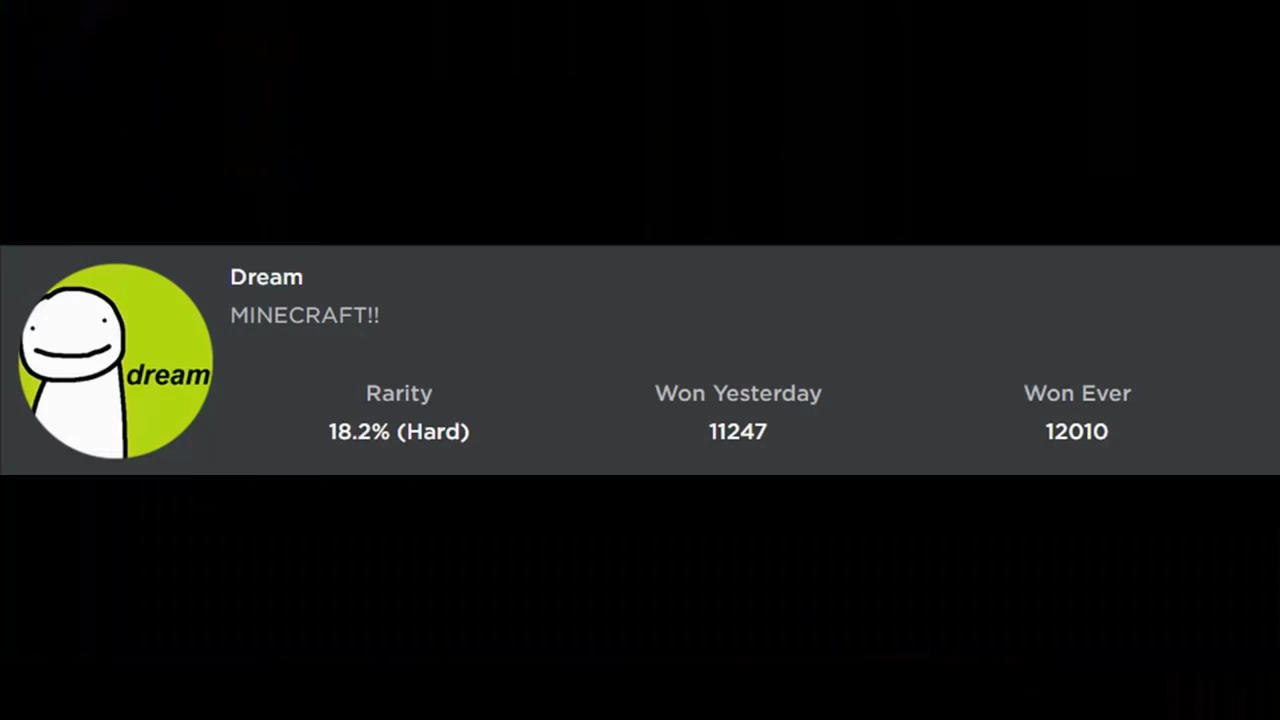 Dream
MINECRAFT!!
dream
Rarity
Won Yesterday
Won Ever
18.2% (Hard)
11247
12010